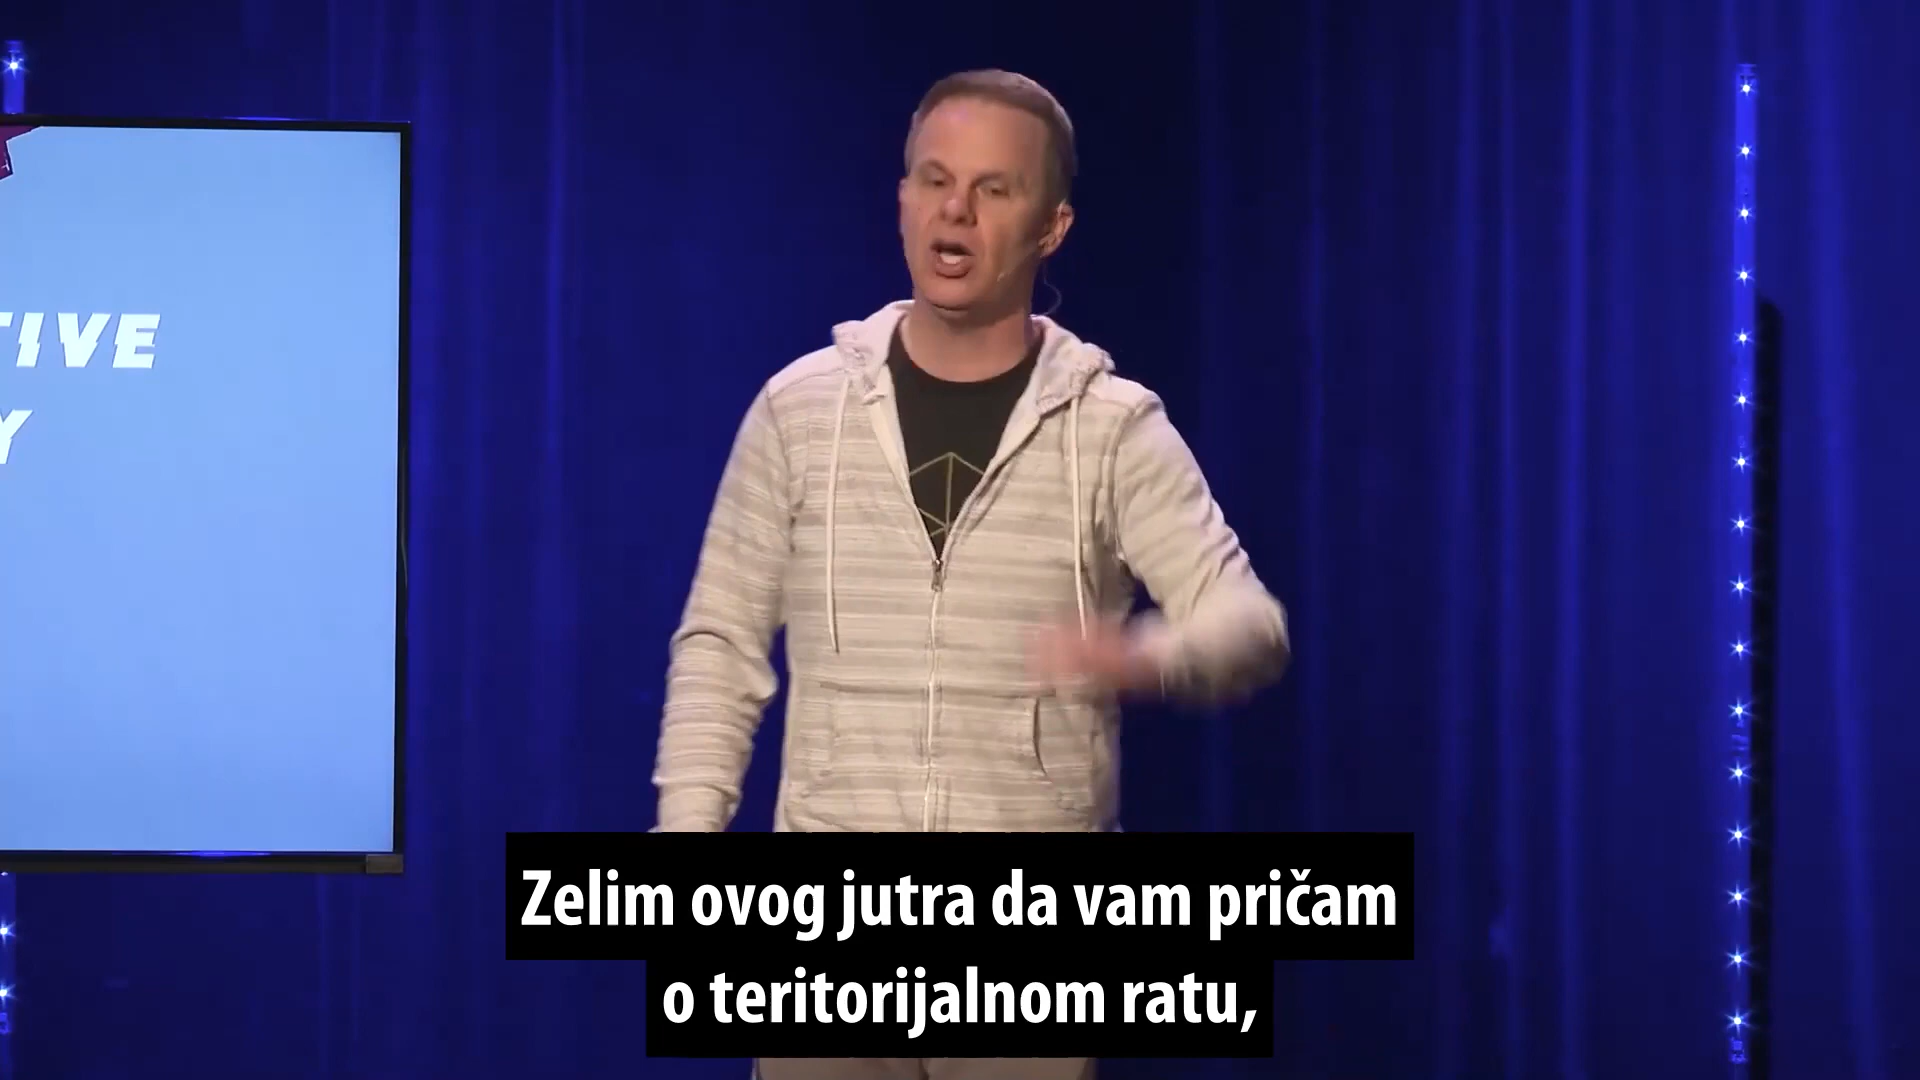 TIVE
Y
Zelim ovog jutra da vam pričam
o teritorijalnom ratu,